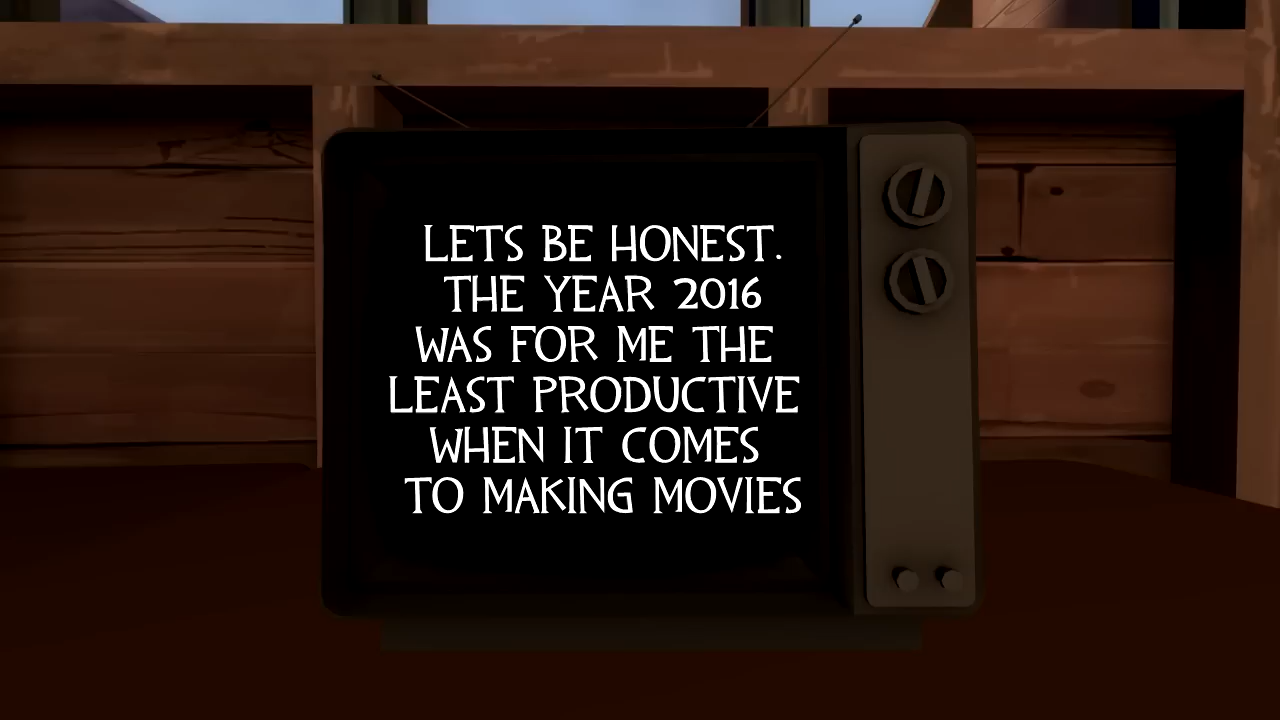 LETS BE HONEST.
THE YEAR 2016
WAS FOR ME THE
LEAST PRODUCTIVE
WHEN IT COMES
TO MAKING MOVIES